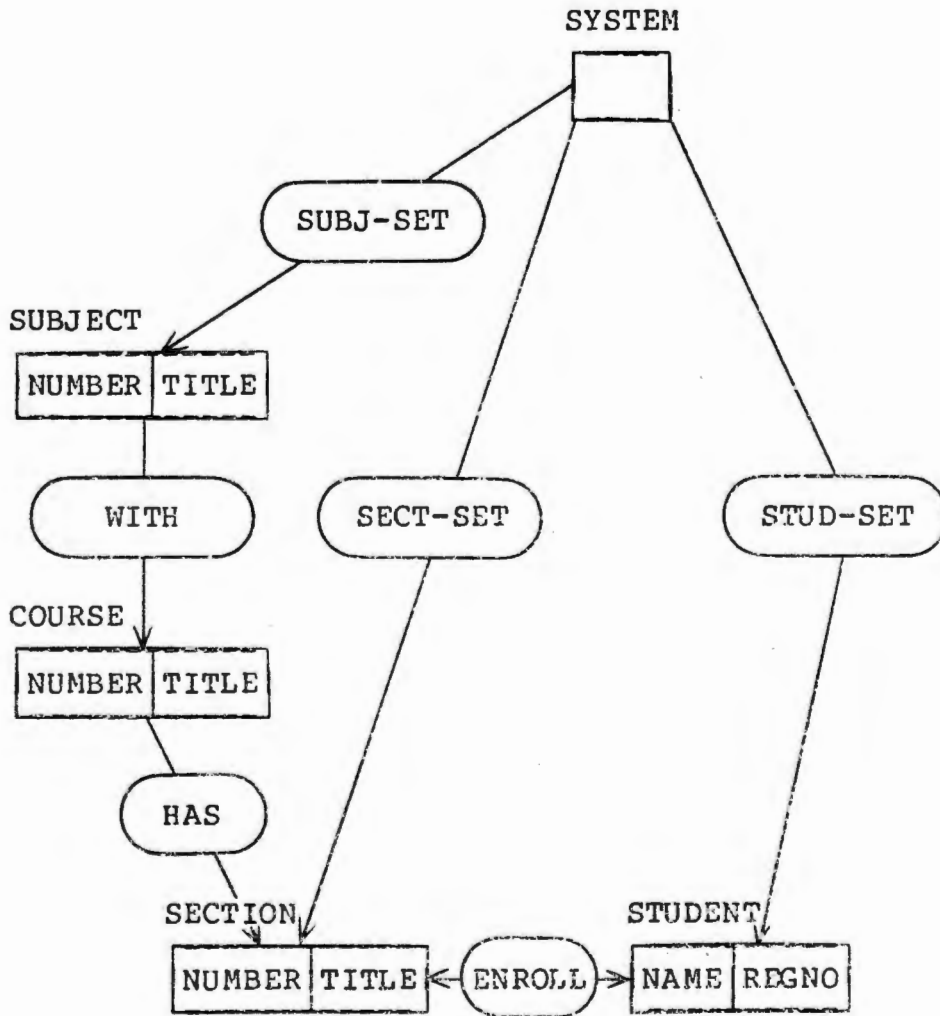 SYSTEM
SUBJ-SET
SUBJECT
NUMBER TITLE
WITH SECT-SET STUD-SET
COURSE
NUMBER TITLE
HAS
SECTION STUDENT
NUMBER TITLE ENROLL NAME REGNO